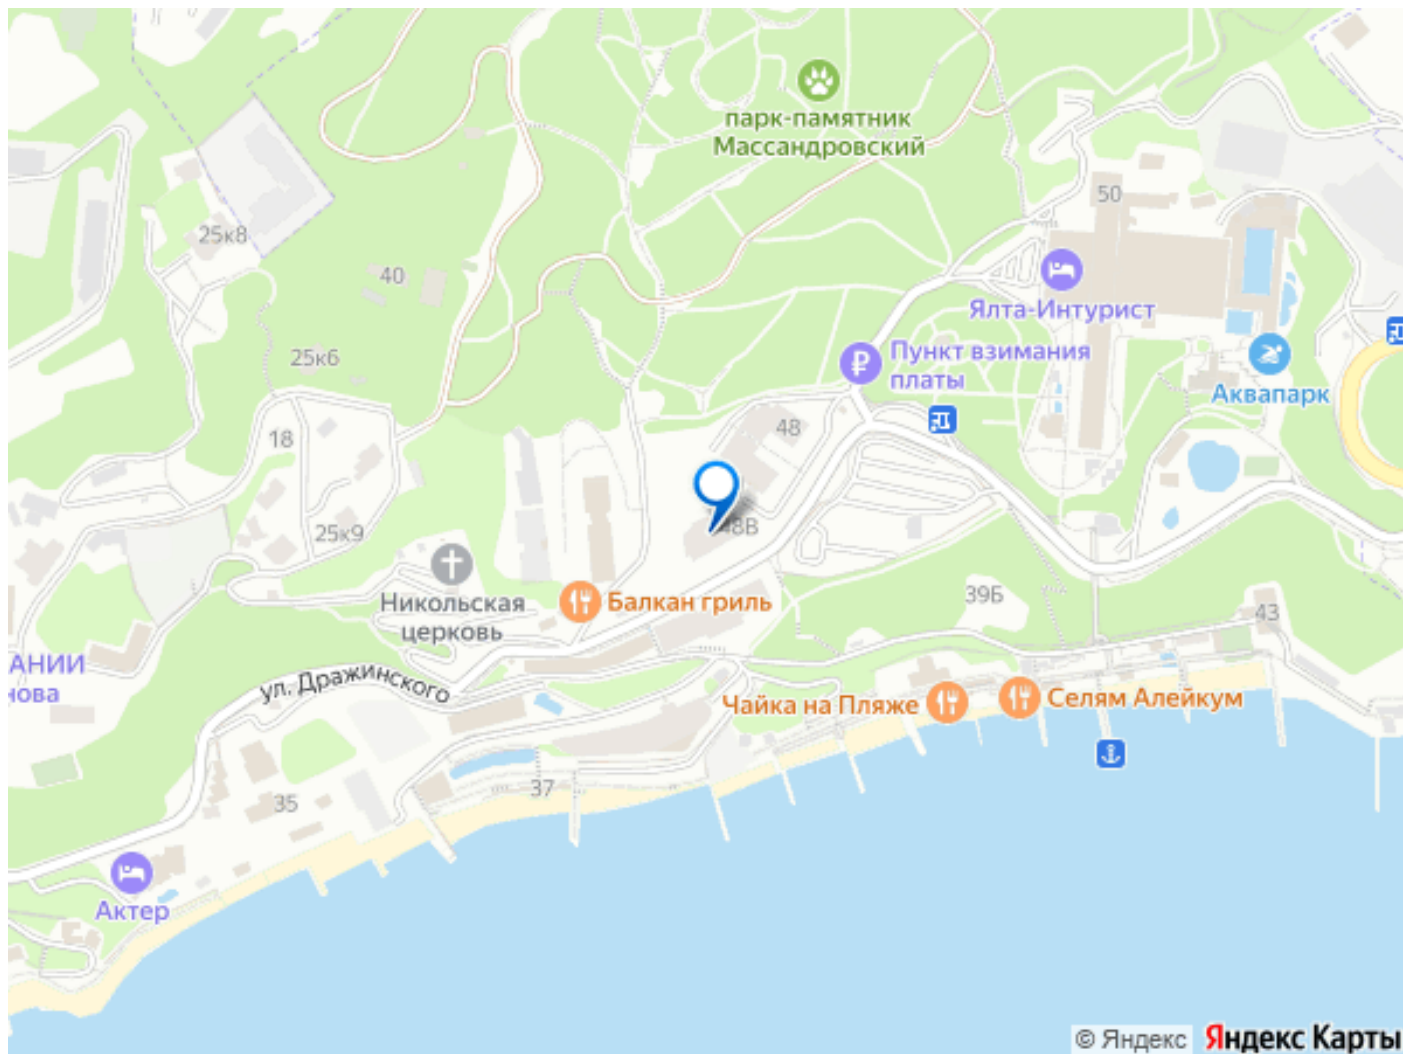 парк-памятник
Массандровский
50
25к8
40
Ялта-Интурист
25к6
Пункт взимания
платы
Аквапарк
18
48
25к9
48В
Никольская
церковь
Балкан гриль
39Б
43
АНИИ
нова
ул. Дражинского
Чайка на Пляже
Селям Алейкум
37
35
Актер
© Яндекс
Яндекс Карты